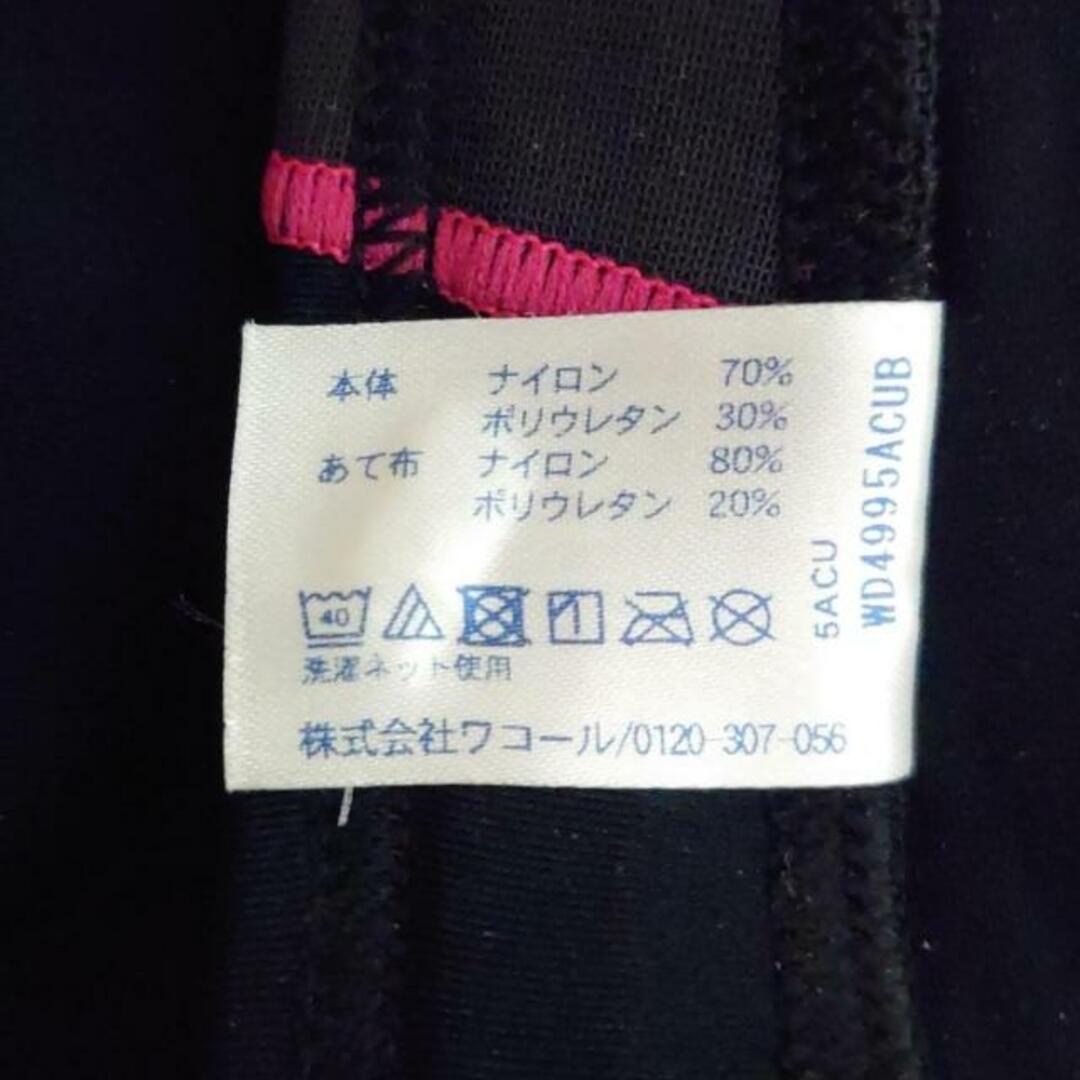 本体 ナイロン 70%
ポリウレタン 30%
あて布 ナイロン 80%
ポリウレタン 20%
40
洗濯ネット使用
株式会社ワコール/0120-307-056
5ACU
WD4995ACUB